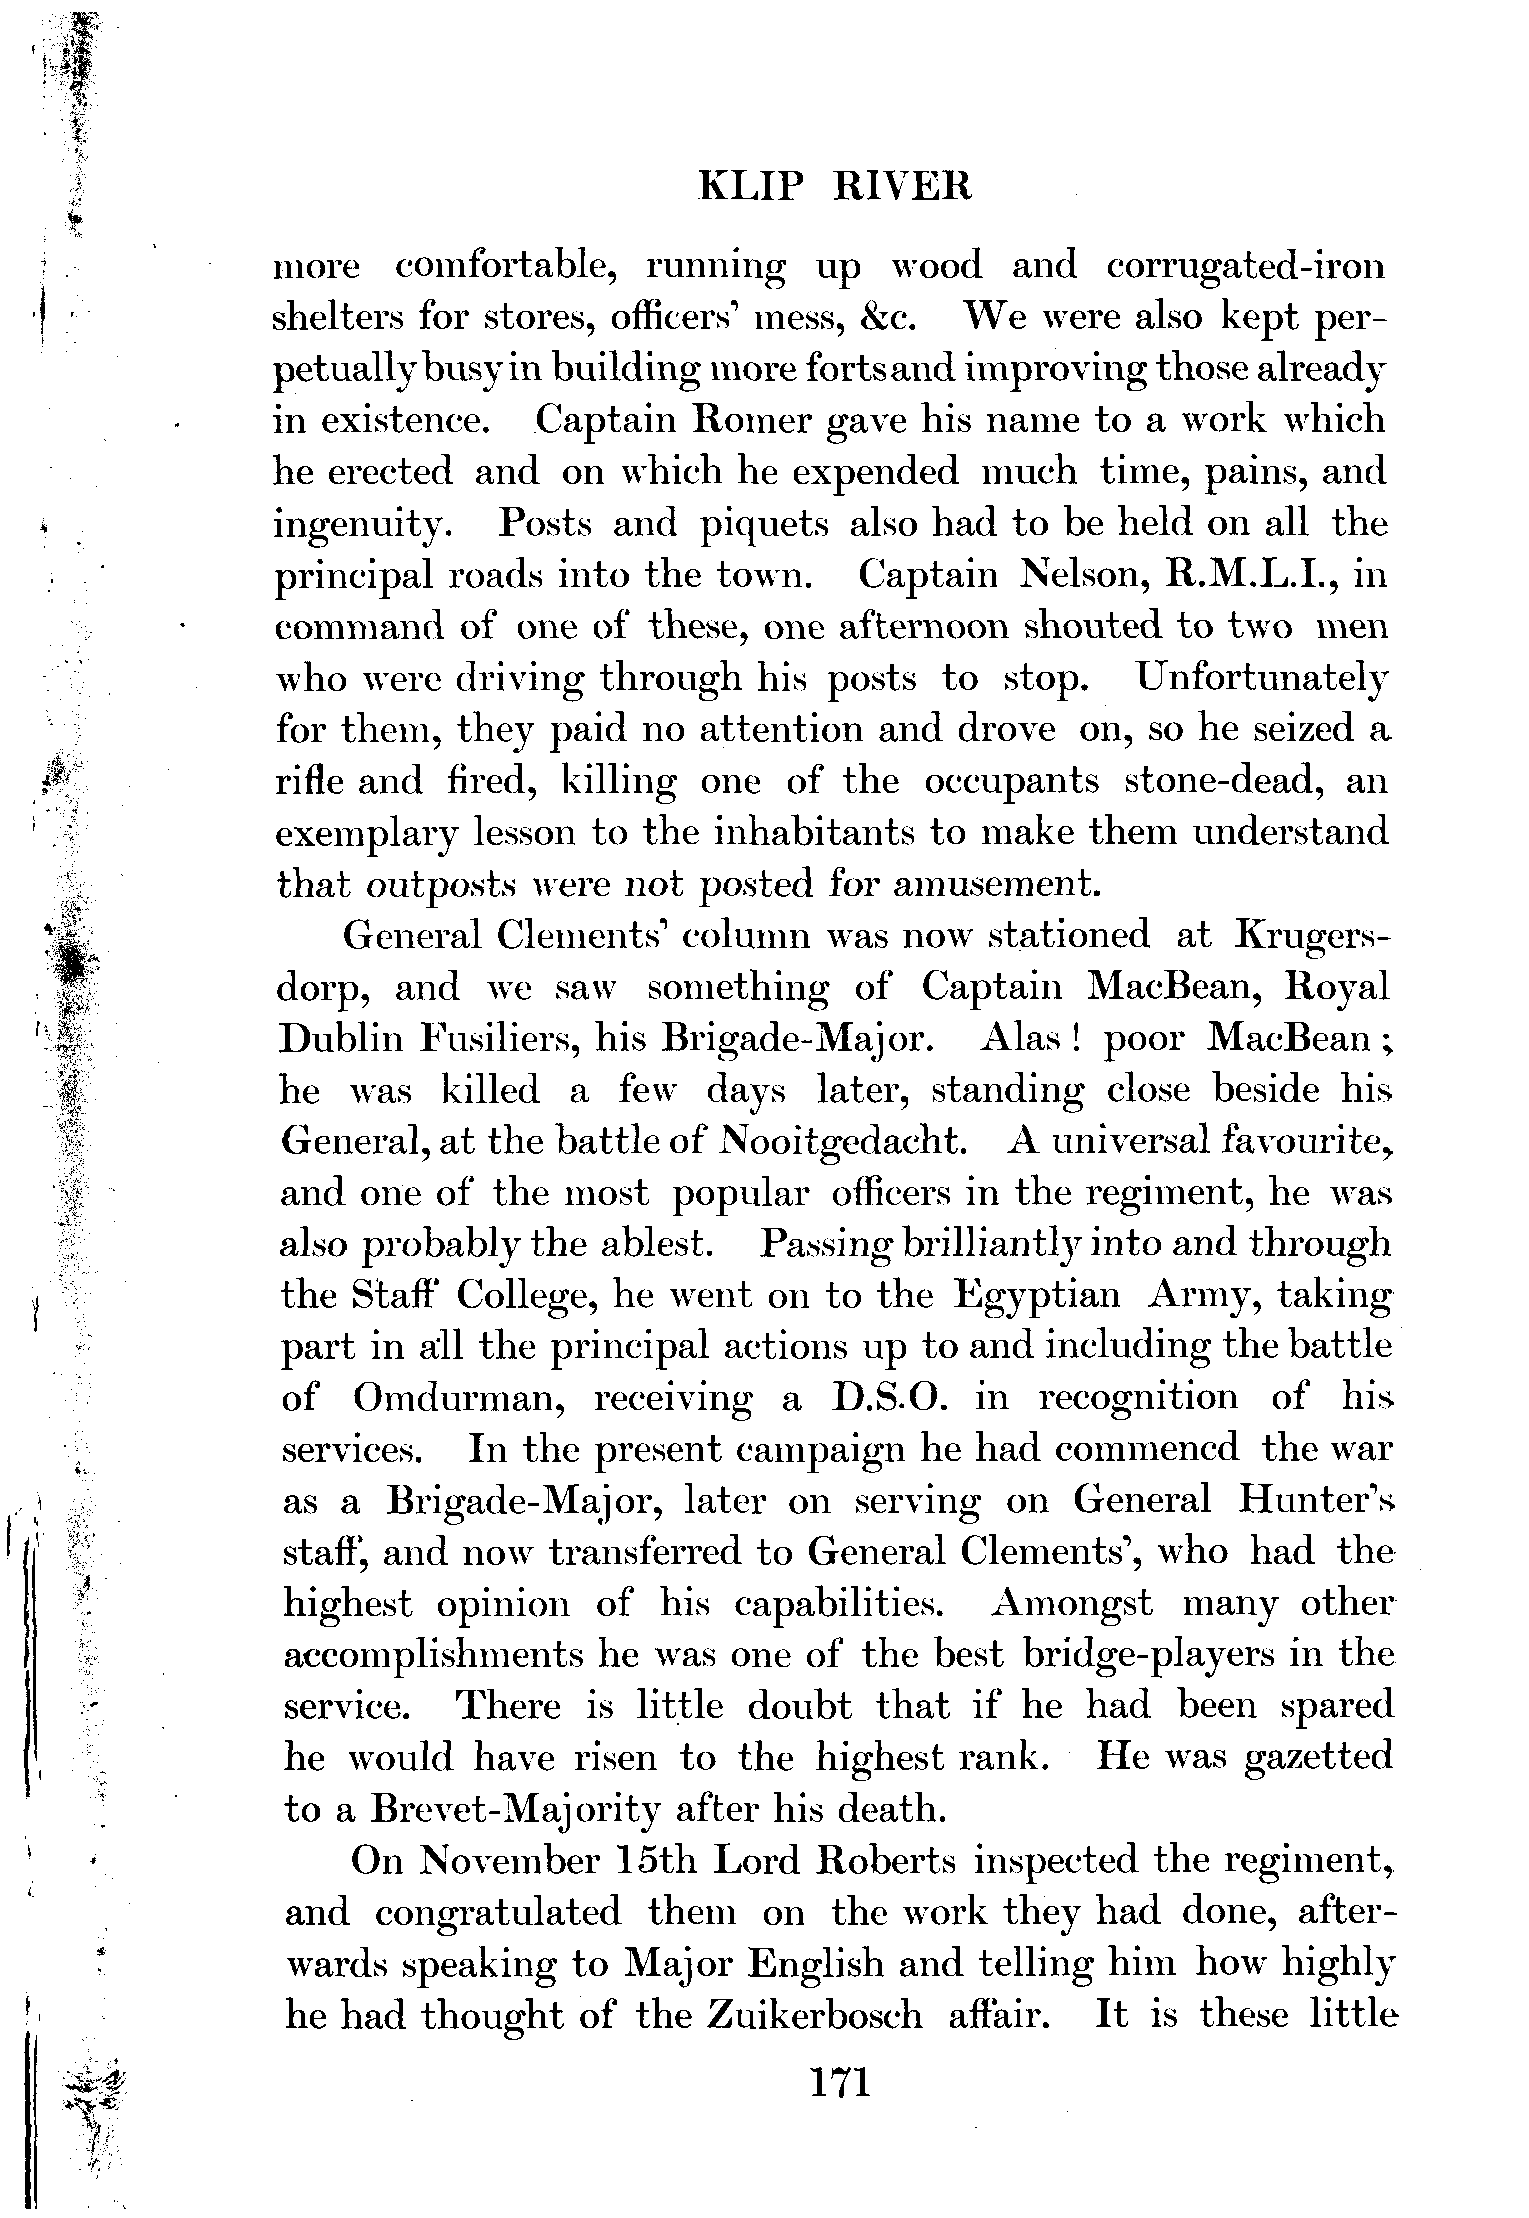 KLIP RIVER
more comfortable, running up wood and corrugated-iron
shelters for stores, officers' mess, &c. We were also kept per-
petually busy in building more forts and improving those already
in existence. Captain Romer gave his name to a work which
he erected and on which he expended much time, pains, and
ingenuity. Posts and piquets also had to be held on all the
principal roads into the town. Captain Nelson, R.M.L.I., in
command of one of these, one afternoon shouted to two men
who were driving through his posts to stop. Unfortunately
for them, they paid no attention and drove on, so he seized a
rifle and fired, killing one of the occupants stone-dead, an
exemplary lesson to the inhabitants to make them understand
that outposts were not posted for amusement.
General Clements' column was now stationed at Krugers-
dorp, and we saw something of Captain MacBean, Royal
Dublin Fusiliers, his Brigade-Major. Alas! poor MacBean;
he was killed a few days later, standing close beside his
General, at the battle of Nooitgedacht. A universal favourite,
and one of the most popular officers in the regiment, he was
also probably the ablest. Passing brilliantly into and through
the Staff College, he went on to the Egyptian Army, taking
part in all the principal actions up to and including the battle
of Omdurman, receiving a D.S.O. in recognition of his
services. In the present campaign he had commencd the war
as a Brigade-Major, later on serving on General Hunter's
staff, and now transferred to General Clements', who had the
highest opinion of his capabilities. Amongst many other
accomplishments he was one of the best bridge-players in the
service. There is little doubt that if he had been spared
he would have risen to the highest rank. He was gazetted
to a Brevet-Majority after his death.
On November 15th Lord Roberts inspected the regiment,
and congratulated them on the work they had done, after-
wards speaking to Major English and telling him how highly
he had thought of the Zuikerbosch affair. It is these little
171